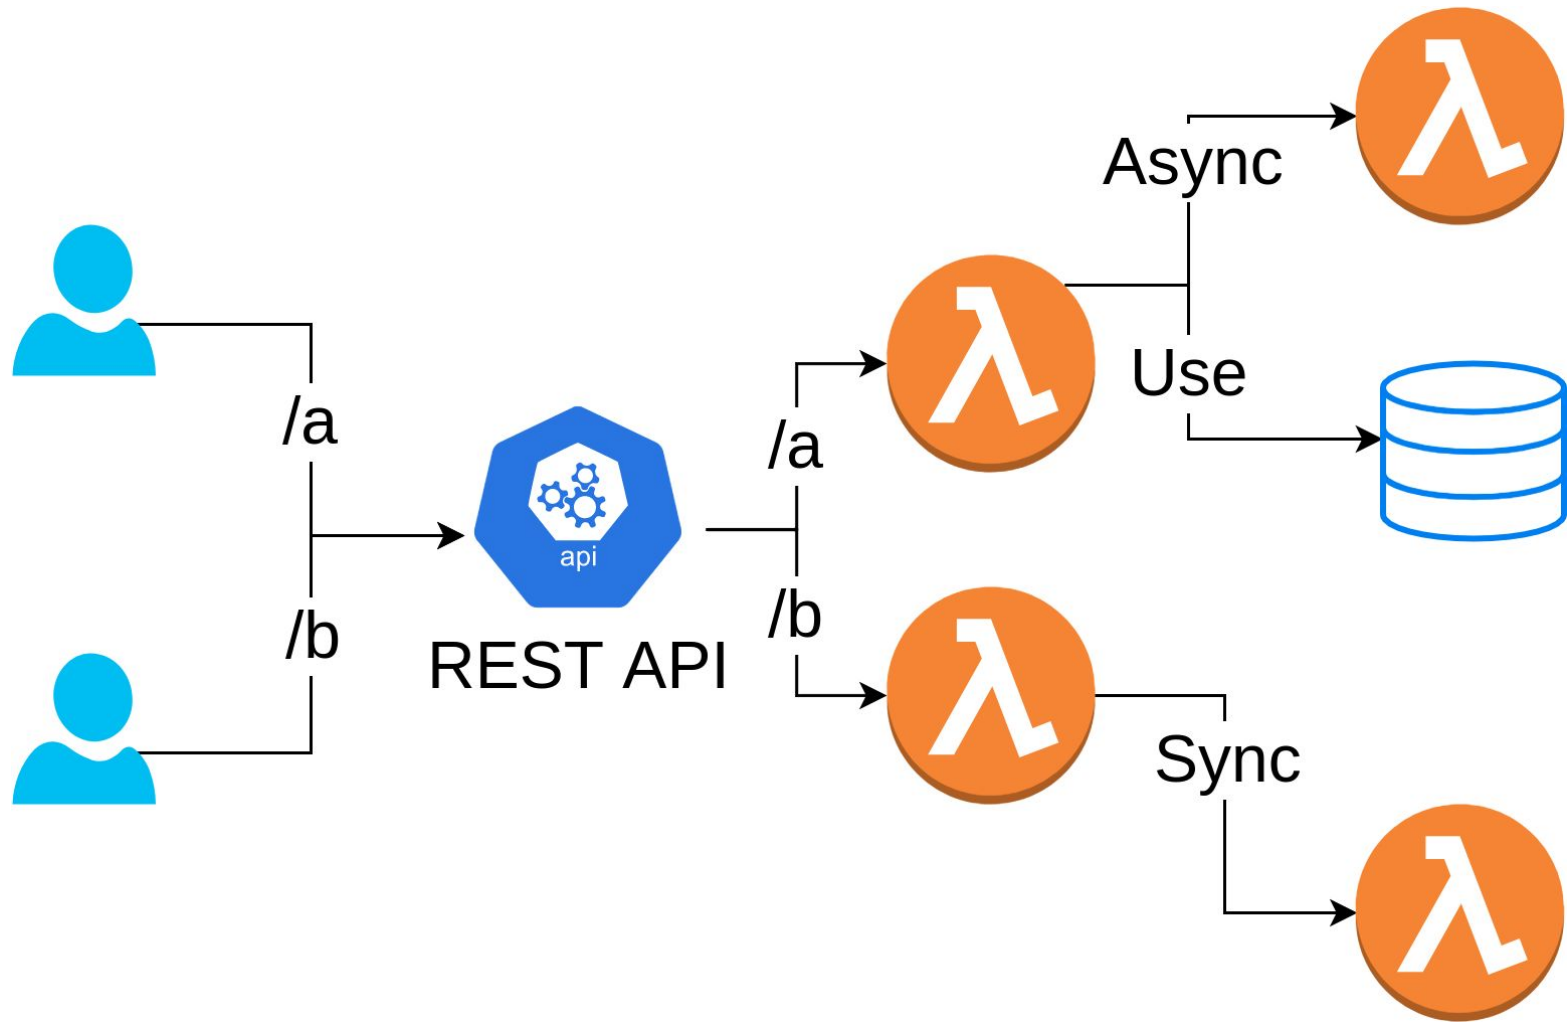 /a
/b
api
REST API
/a
/b
Async
Use
Sync